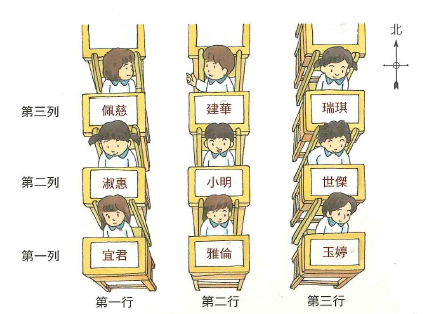 北
第三列 佩慈 建華 瑞琪
第二列 淑惠 小明 世傑
第一列 宜君 雅倫 玉婷
第一行 第二行 第三行